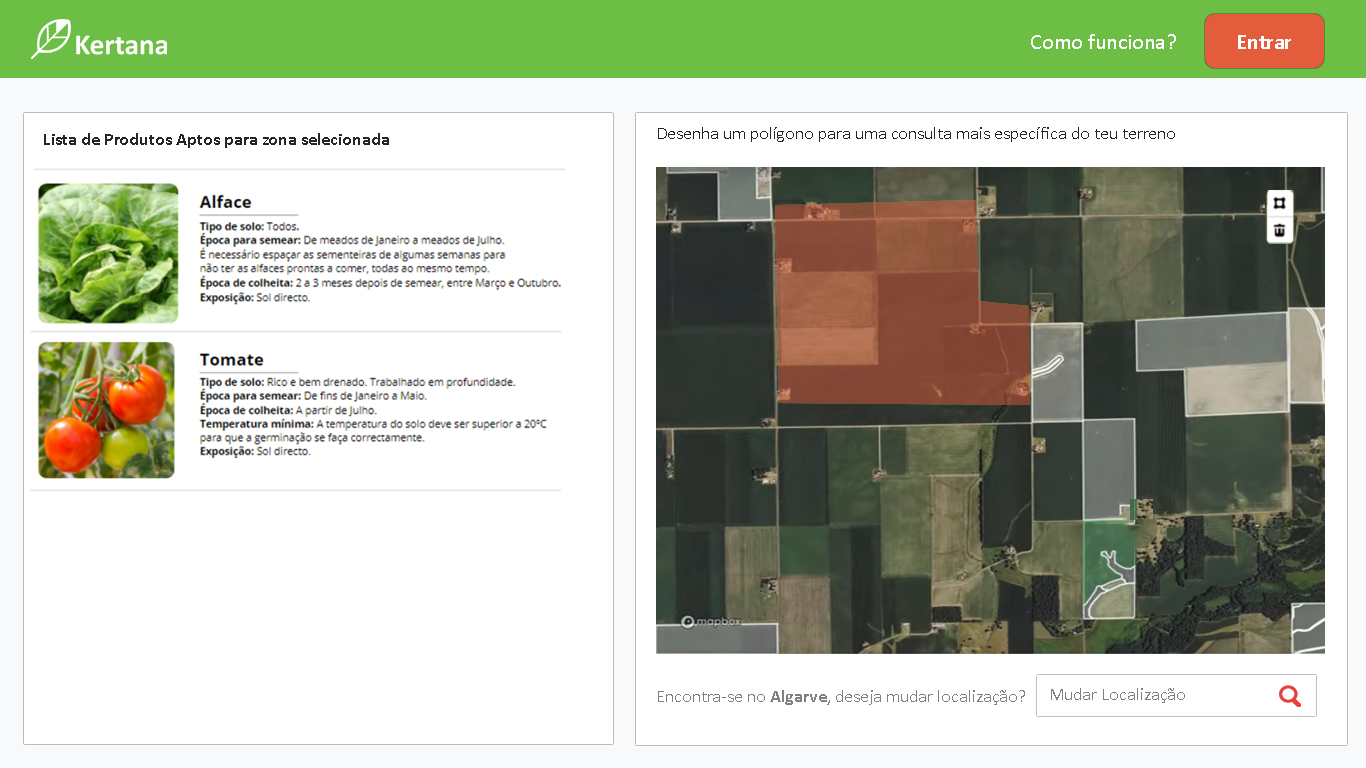 Kertana
Como funciona?
Entrar
Lista de Produtos Aptos para zona selecionada
Alface
Tipo de solo: Todos.
Época para semear: De meados de Janeiro a meados de Julho.
É necessário espaçar as sementeiras de algumas semanas para
não ter as alfaces prontas a comer, todas ao mesmo tempo.
Época de colheita: 2 a 3 meses depois de semear, entre Março e Outubro.
Exposição: Sol directo.
Tomate
Tipo de solo: Rico e bem drenado. Trabalhado em profundidade.
Época para semear: De fins de Janeiro a Maio.
Época de colheita: A partir de Julho.
Temperatura mínima: A temperatura do solo deve ser superior a 20ºC
para que a germinação se faça correctamente.
Exposição: Sol directo.
Desenha um polígono para uma consulta mais específica do teu terreno
mapbox
Encontra-se no Algarve, deseja mudar localização?
Mudar Localização